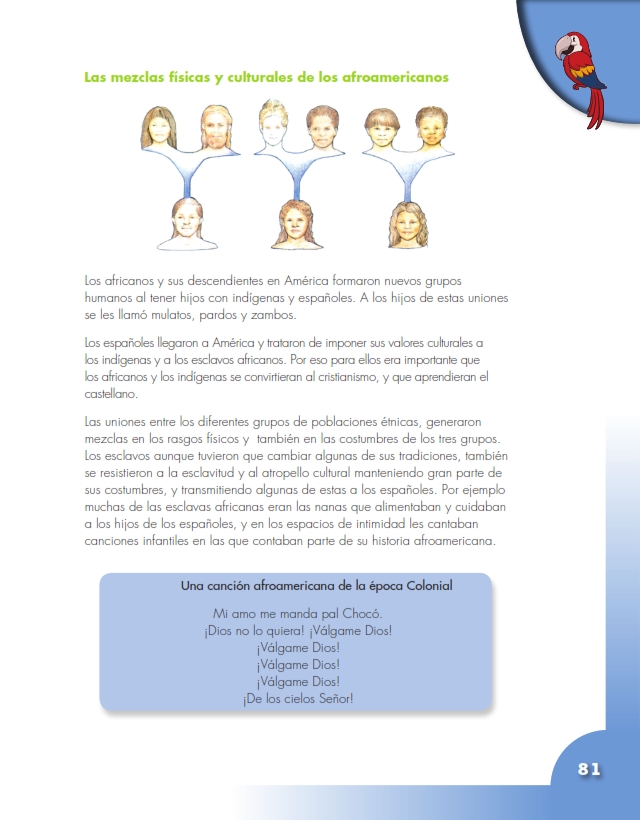 Las mezclas físicas y culturales de los afroamericanos
Los africanos y sus descendientes en América formaron nuevos grupos
humanos al tener hijos con indígenas y españoles. A los hijos de estas uniones
se les llamó mulatos, pardos y zambos.
Los españoles llegaron a América y trataron de imponer sus valores culturales a
los indígenas y a los esclavos africanos. Por eso para ellos era importante que
los africanos y los indígenas se convirtieran al cristianismo, y que aprendieran el
castellano.
Las uniones entre los diferentes grupos de poblaciones étnicas, generaron
mezclas en los rasgos físicos y también en las costumbres de los tres grupos.
Los esclavos aunque tuvieron que cambiar algunas de sus tradiciones, también
se resistieron a la esclavitud y al atropello cultural manteniendo gran parte de
sus costumbres, y transmitiendo algunas de estas a los españoles. Por ejemplo
muchas de las esclavas africanas eran las nanas que alimentaban y cuidaban
a los hijos de los españoles, y en los espacios de intimidad les cantaban
canciones infantiles en las que contaban parte de su historia afroamericana.
Una canción afroamericana de la época Colonial
Mi amo me manda pal Chocó.
¡Dios no lo quiera! ¡Válgame Dios!
¡Válgame Dios!
¡Válgame Dios!
¡Válgame Dios!
¡De los cielos Señor!
81